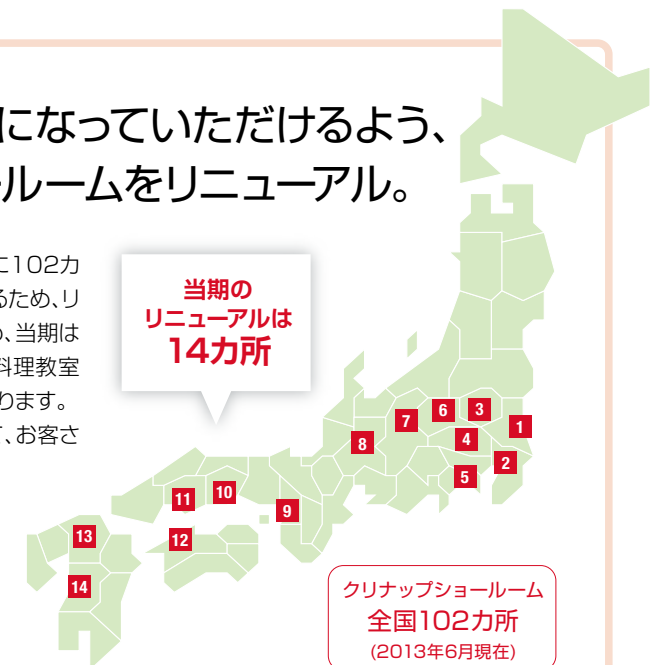 になっていただけるよう、
ールームをリニューアル。
に102カ
るため、リ
、当期は
料理教室
ります。
、お客さ
当期の
リニューアルは
14カ所
1
2
3
4
5
6
7
8
9
10
11
12
13
14
クリナップショールーム
全国102カ所
(2013年6月現在)